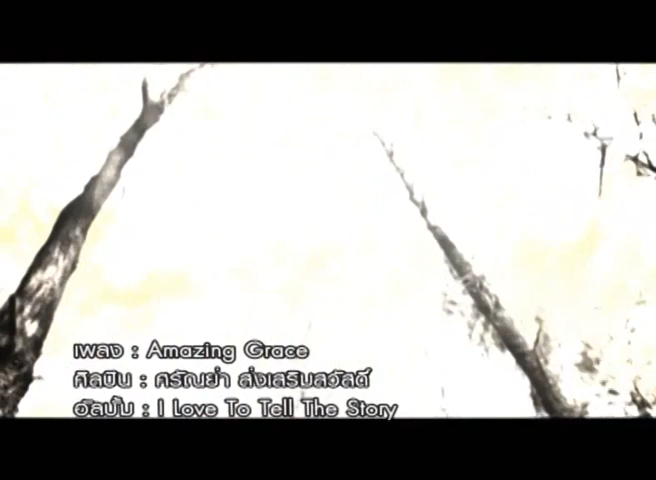 เพลง : Amazing Grace
ศิลปิน : ศรัณย่า ส่งเสริมสวัสดิ์
อัลบั้ม : I Love To Tell The Story